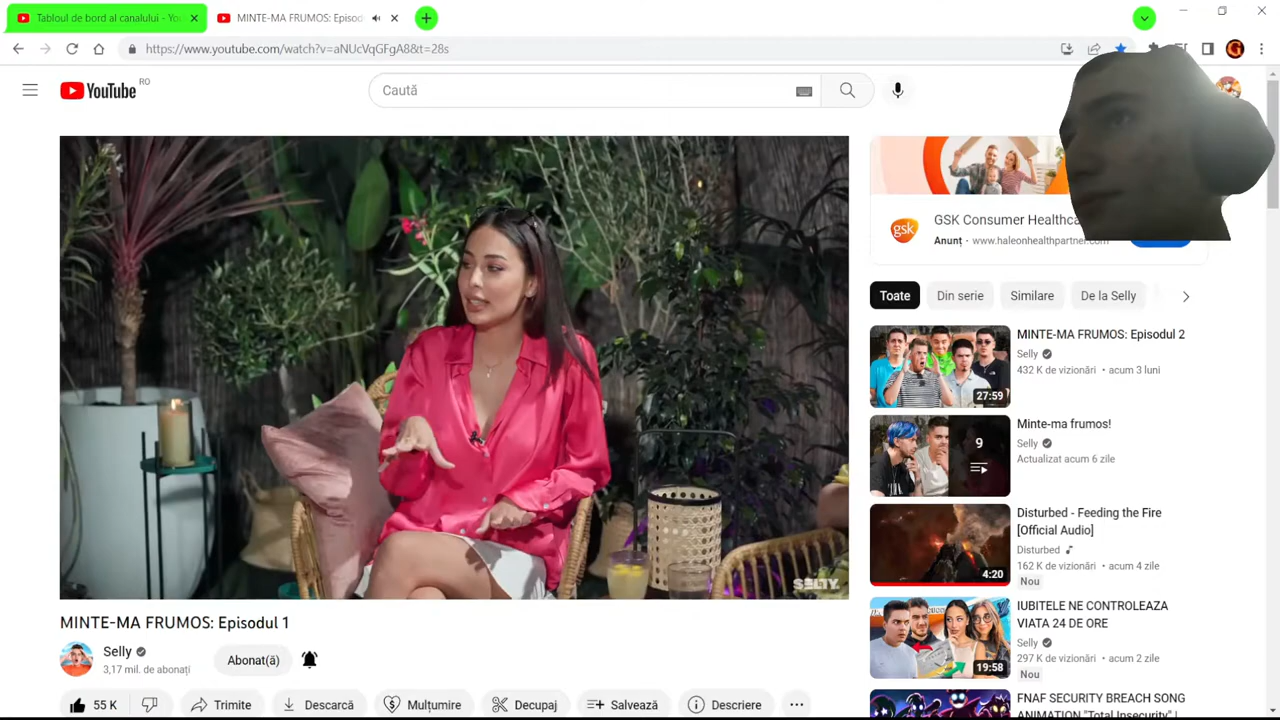 Tabloul de bord al canalului - You
MINTE-MA FRUMOS: Episod
https://www.youtube.com/watch?v=aNUcVqGFgA8&t=28s
YouTube RO
Caută
SELLY
MINTE-MA FRUMOS: Episodul 1
Selly
3,17 mil. de abonați
Abonat(ă)
55 K
Trimite
Descarcă
Mulțumire
Decupaj
Salvează
Descriere
gsk
GSK Consumer Healthca
Anunț • www.haleonhealthpartner.com
Toate
Din serie
Similare
De la Selly
MINTE-MA FRUMOS: Episodul 2
Selly
432 K de vizionări • acum 3 luni
27:59
Minte-ma frumos!
Selly
Actualizat acum 6 zile
9
Disturbed - Feeding the Fire
[Official Audio]
Disturbed
162 K de vizionări • acum 4 zile
Nou
4:20
IUBITELE NE CONTROLEAZA
VIATA 24 DE ORE
Selly
297 K de vizionări • acum 2 zile
Nou
19:58
FNAF SECURITY BREACH SONG
ANIMATION "Total Insecurity" |